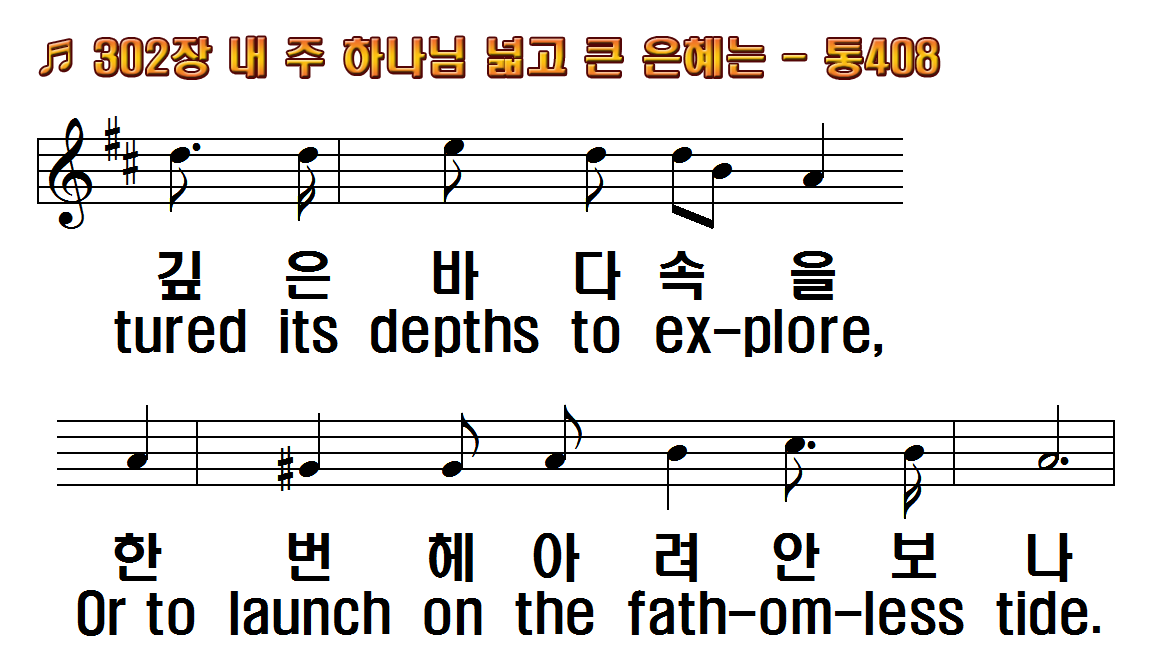 ♬ 302장 내 주 하나님 넓고 큰 은혜는 - 통408
깊 은 바 다 속 을
tured its depths to ex-plore,
한 번 헤 아 려 안 보 나
Or to launch on the fath-om-less tide.